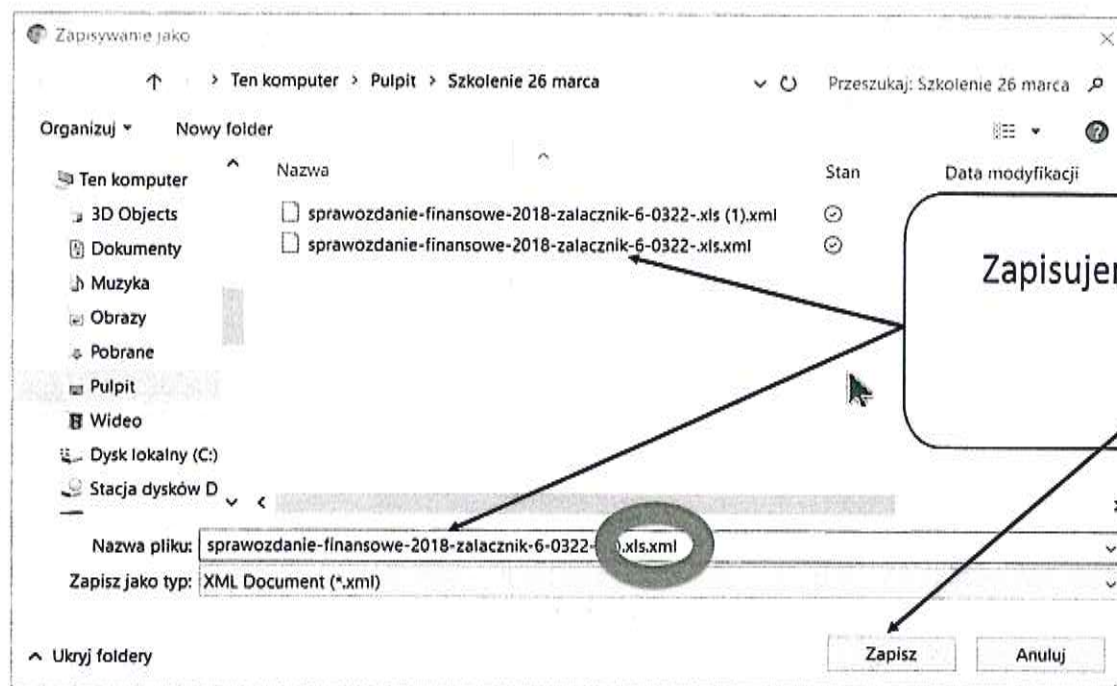 Zapisywanie jako
Ten komputer > Pulpit > Szkolenie 26 marca
Przeszukaj: Szkolenie 26 marca
Organizuj Nowy folder
Nazwa Stan Data modyfikacji
Ten komputer
3D Objects
Dokumenty
Muzyka
Obrazy
Pobrane
Pulpit
Wideo
Dysk lokalny (C:)
Stacja dysków D
sprawozdanie-finansowe-2018-zalacznik-6-0322-.xls (1).xml
sprawozdanie-finansowe-2018-zalacznik-6-0322-.xls.xml
Zapisujem
Nazwa pliku: sprawozdanie-finansowe-2018-zalacznik-6-0322- .xls.xml
Zapisz jako typ: XML Document (*.xml)
Ukryj foldery
Zapisz Anuluj